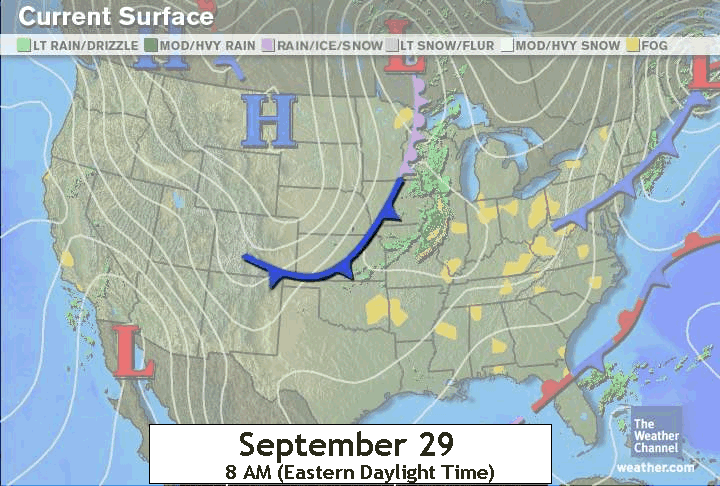 Current Surface
LT RAIN/DRIZZLE MOD/HVY RAIN RAIN/ICE/SNOW LT SNOW/FLUR MOD/HVY SNOW FOG
H
L
L
H
L
The
Weather
Channel
weather.com
September 29
8 AM (Eastern Daylight Time)